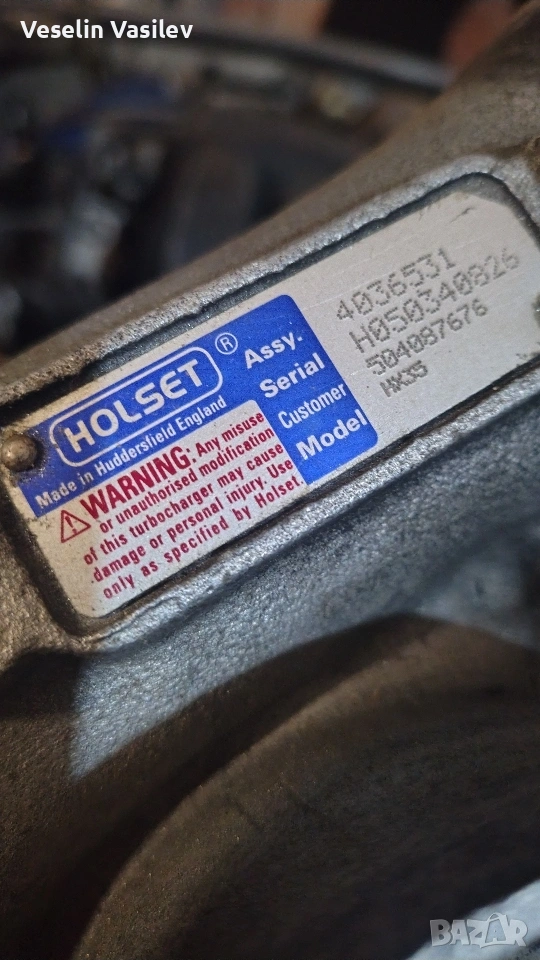 Veselin Vasilev
HOLSET ®
Made in Huddersfield England
WARNING: Any misuse
or unauthorised modification
of this turbocharger may cause
damage or personal injury. Use
only as specified by Holset.
Assy. 4036531
Serial H050340826
Customer 504087676
Model HX35
BAZAR